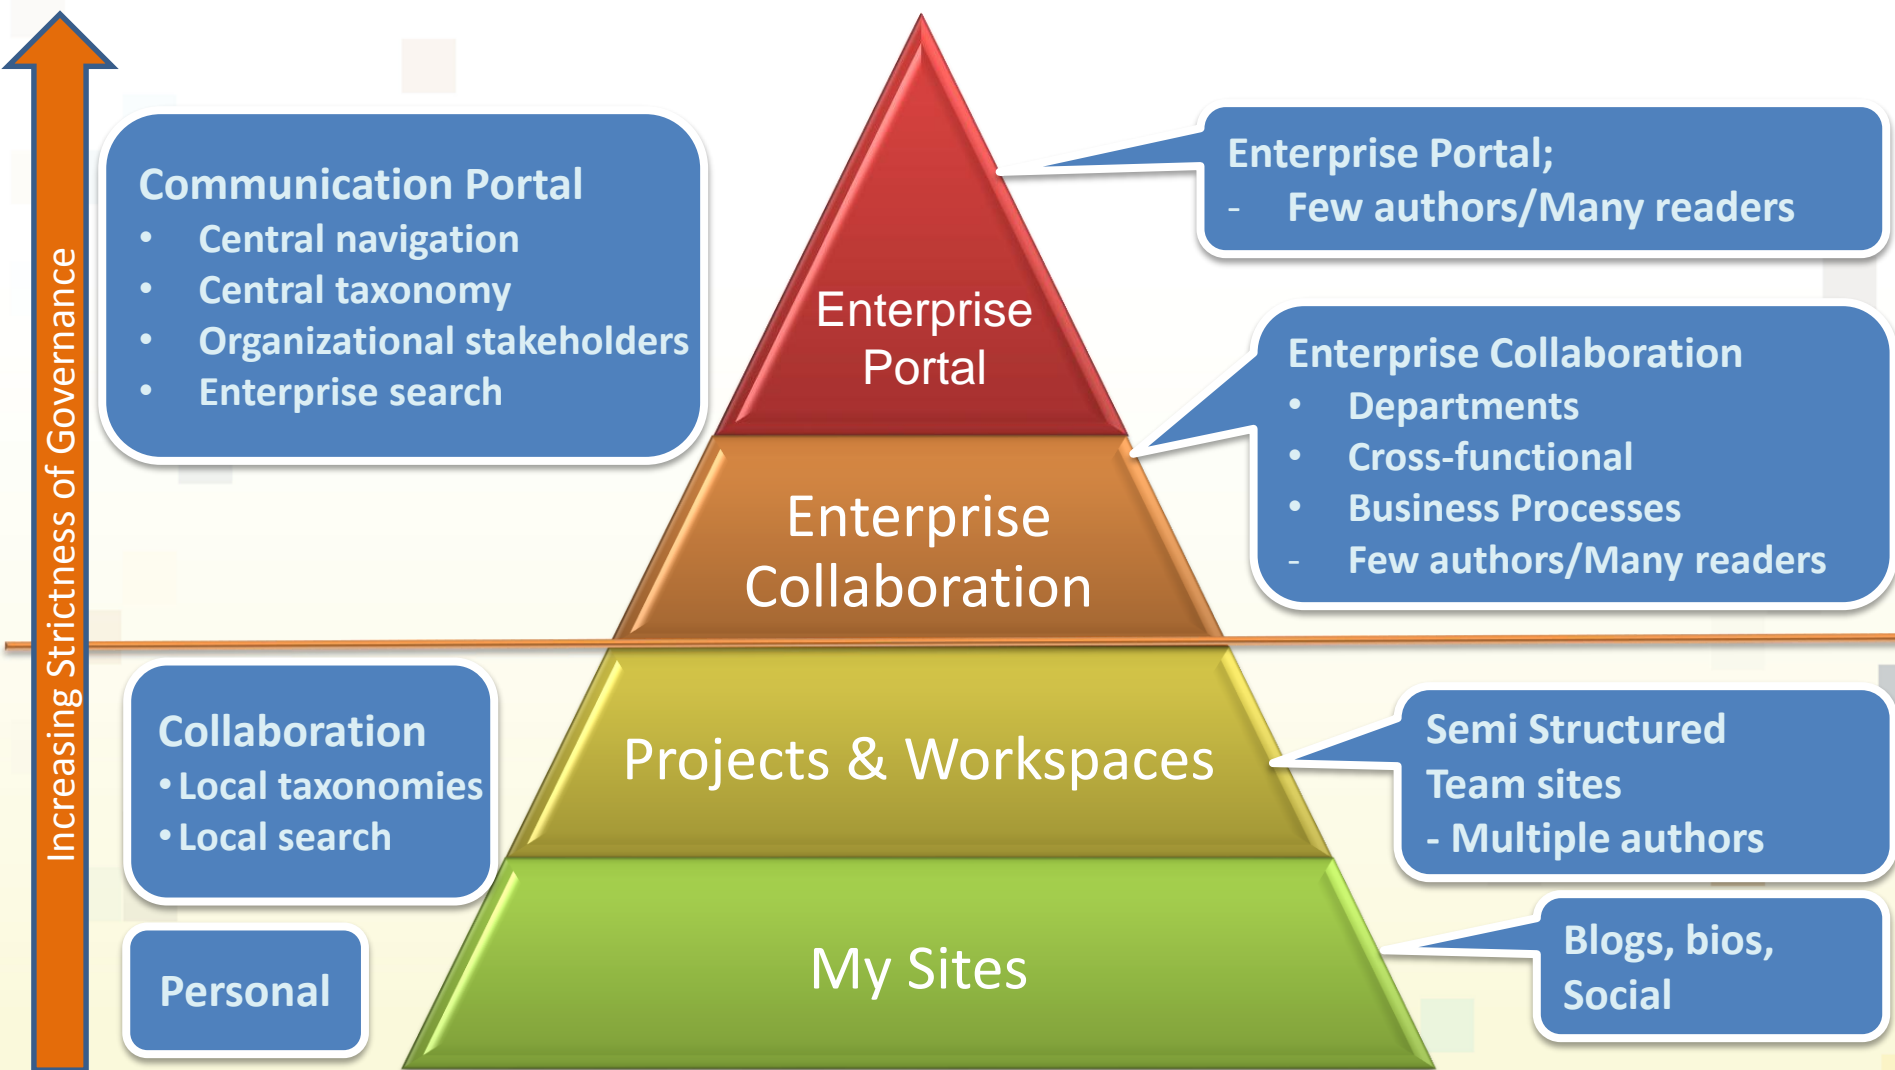 Increasing Strictness of Governance
Communication Portal
• Central navigation
• Central taxonomy
• Organizational stakeholders
• Enterprise search
Enterprise
Portal
Enterprise Portal;
- Few authors/Many readers
Enterprise Collaboration
• Departments
• Cross-functional
• Business Processes
- Few authors/Many readers
Enterprise
Collaboration
Collaboration
• Local taxonomies
• Local search
Projects & Workspaces
Semi Structured
Team sites
- Multiple authors
Personal
My Sites
Blogs, bios,
Social